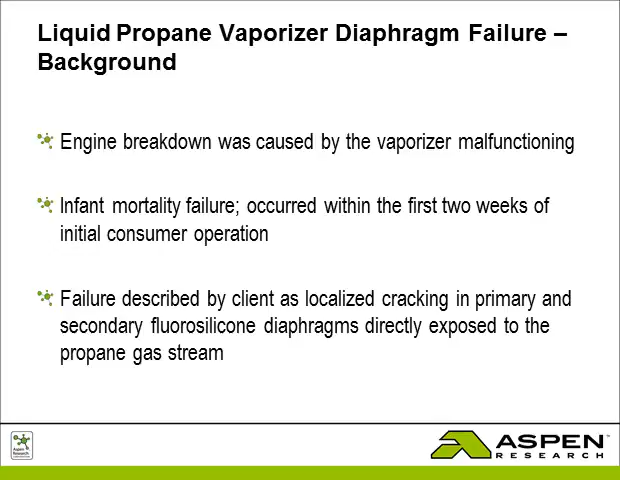 Liquid Propane Vaporizer Diaphragm Failure –
Background
Engine breakdown was caused by the vaporizer malfunctioning
Infant mortality failure; occurred within the first two weeks of
initial consumer operation
Failure described by client as localized cracking in primary and
secondary fluorosilicone diaphragms directly exposed to the
propane gas stream
Aspen
Research
ASPEN™
RESEARCH